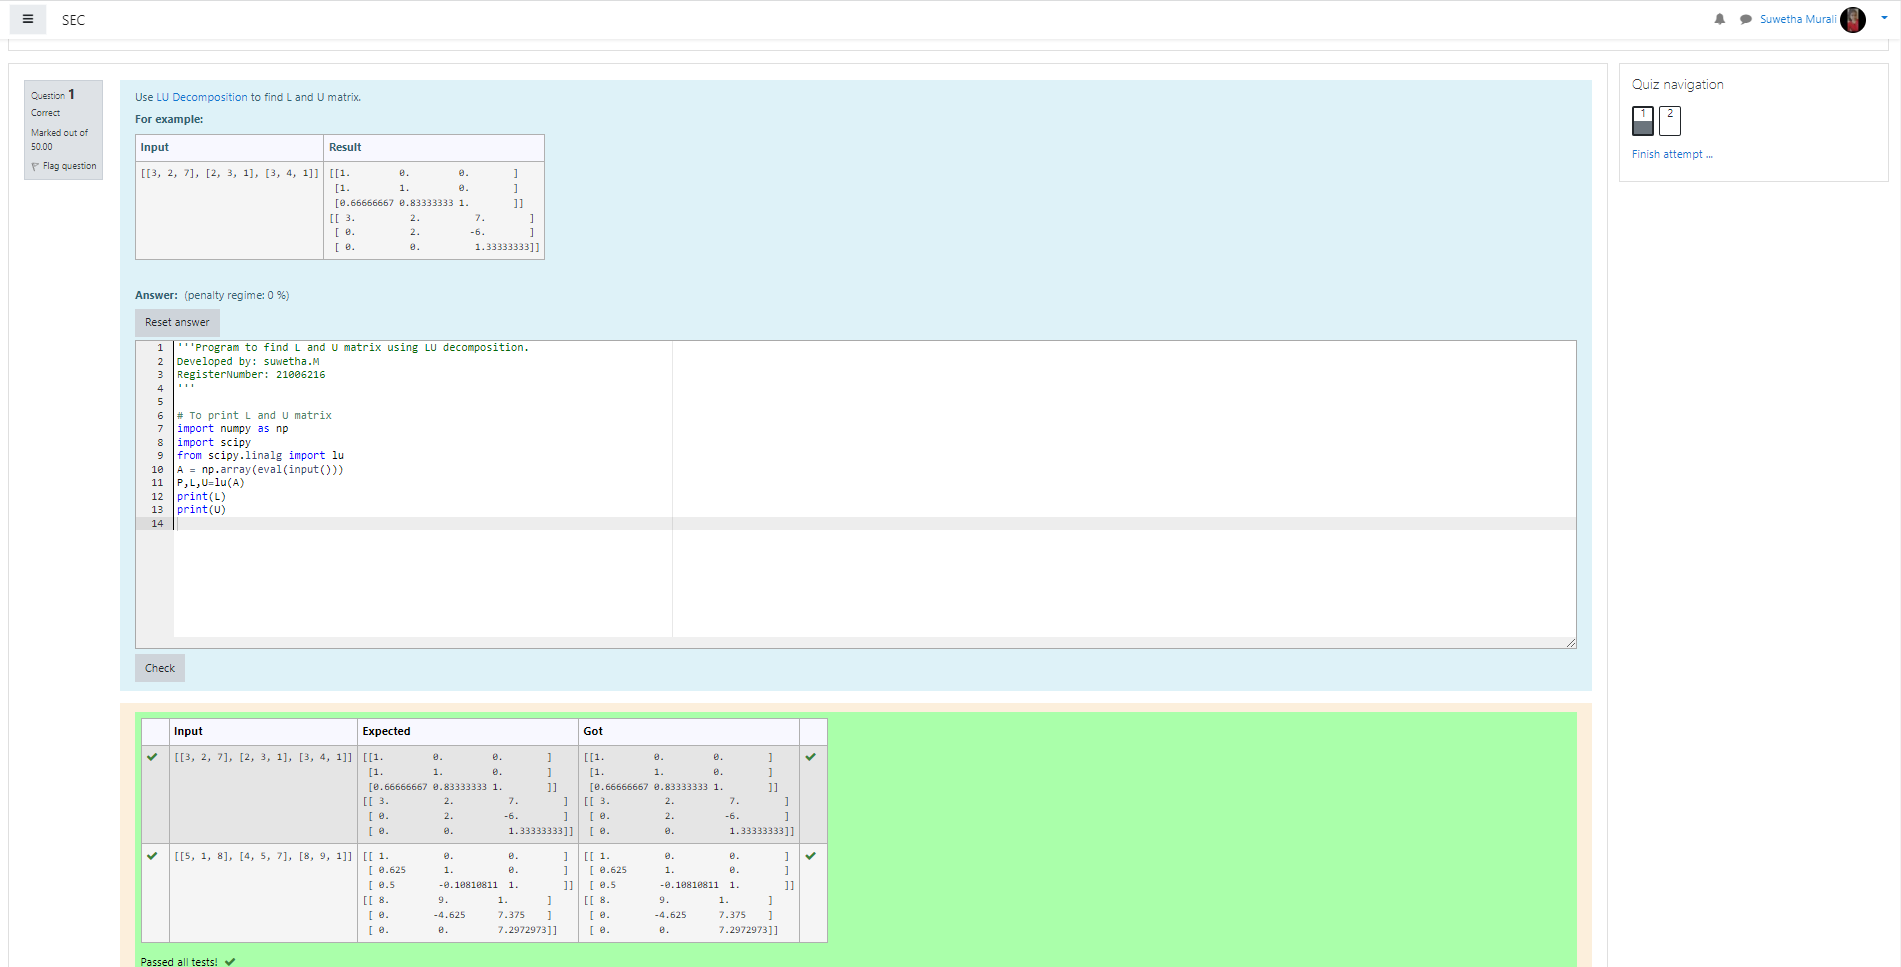 SEC
Suwetha Murali
Question 1
Correct
Marked out of
50.00
Flag question
Use LU Decomposition to find L and U matrix.
For example:
Input Result
[[3, 2, 7], [2, 3, 1], [3, 4, 1]] [[1. 0. 0. ]
[1. 1. 0. ]
[0.66666667 0.83333333 1. ]]
[[ 3. 2. 7. ]
[ 0. 2. -6. ]
[ 0. 0. 1.33333333]]
Answer: (penalty regime: 0 %)
Reset answer
1 '''Program to find L and U matrix using LU decomposition.
2 Developed by: suwetha.M
3 RegisterNumber: 21006216
4 '''
5
6 # To print L and U matrix
7 import numpy as np
8 import scipy
9 from scipy.linalg import lu
10 A = np.array(eval(input()))
11 P,L,U=lu(A)
12 print(L)
13 print(U)
14
Check
Input Expected Got
[[3, 2, 7], [2, 3, 1], [3, 4, 1]] [[1. 0. 0. ] [[1. 0. 0. ]
[1. 1. 0. ] [1. 1. 0. ]
[0.66666667 0.83333333 1. ]] [0.66666667 0.83333333 1. ]]
[[ 3. 2. 7. ] [[ 3. 2. 7. ]
[ 0. 2. -6. ] [ 0. 2. -6. ]
[ 0. 0. 1.33333333]] [ 0. 0. 1.33333333]]
[[5, 1, 8], [4, 5, 7], [8, 9, 1]] [[ 1. 0. 0. ] [[ 1. 0. 0. ]
[ 0.625 1. 0. ] [ 0.625 1. 0. ]
[ 0.5 -0.10810811 1. ]] [ 0.5 -0.10810811 1. ]]
[[ 8. 9. 1. ] [[ 8. 9. 1. ]
[ 0. -4.625 7.375 ] [ 0. -4.625 7.375 ]
[ 0. 0. 7.2972973]] [ 0. 0. 7.2972973]]
Passed all tests!
Quiz navigation
1 2
Finish attempt ...